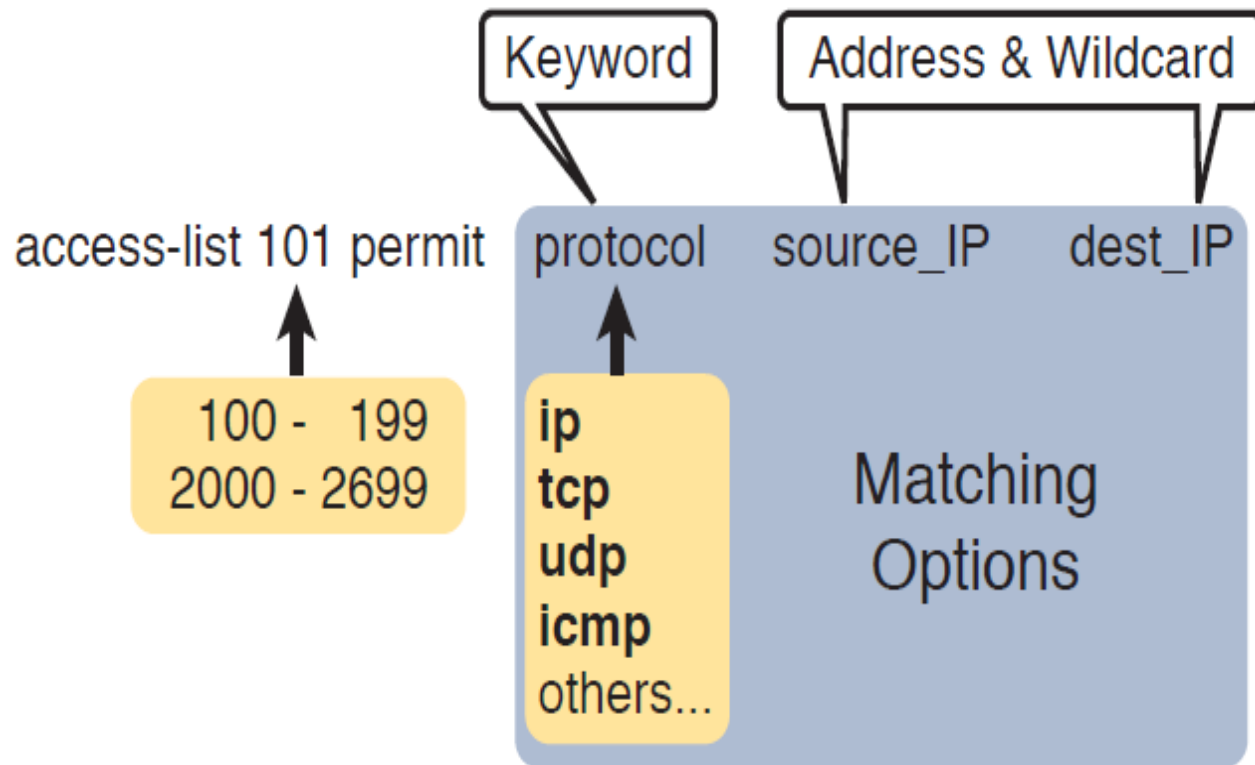 Keyword
Address & Wildcard
access-list 101 permit protocol source_IP dest_IP
100 - 199
2000 - 2699
ip
tcp
udp
icmp
others...
Matching
Options